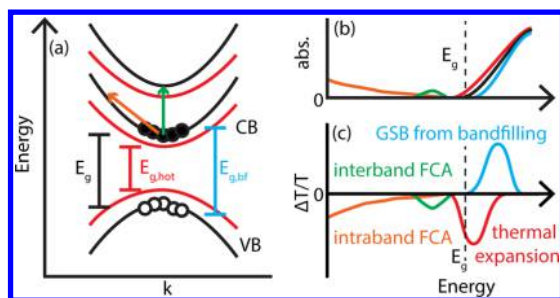 (a)
Energy
k
CB
VB
E_g
E_g,hot
E_g,bf
(b)
abs.
0
E_g
(c)
GSB from bandfilling
interband FCA
ΔT/T
0
intraband FCA
E_g
thermal
expansion
Energy